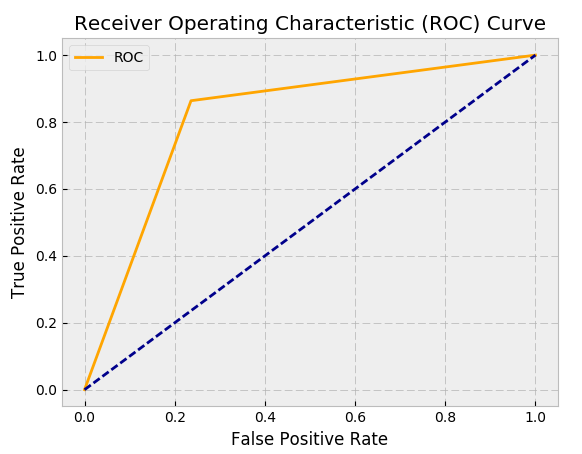 Receiver Operating Characteristic (ROC) Curve
ROC
1.0
0.8
0.6
0.4
0.2
0.0
True Positive Rate
0.0 0.2 0.4 0.6 0.8 1.0
False Positive Rate